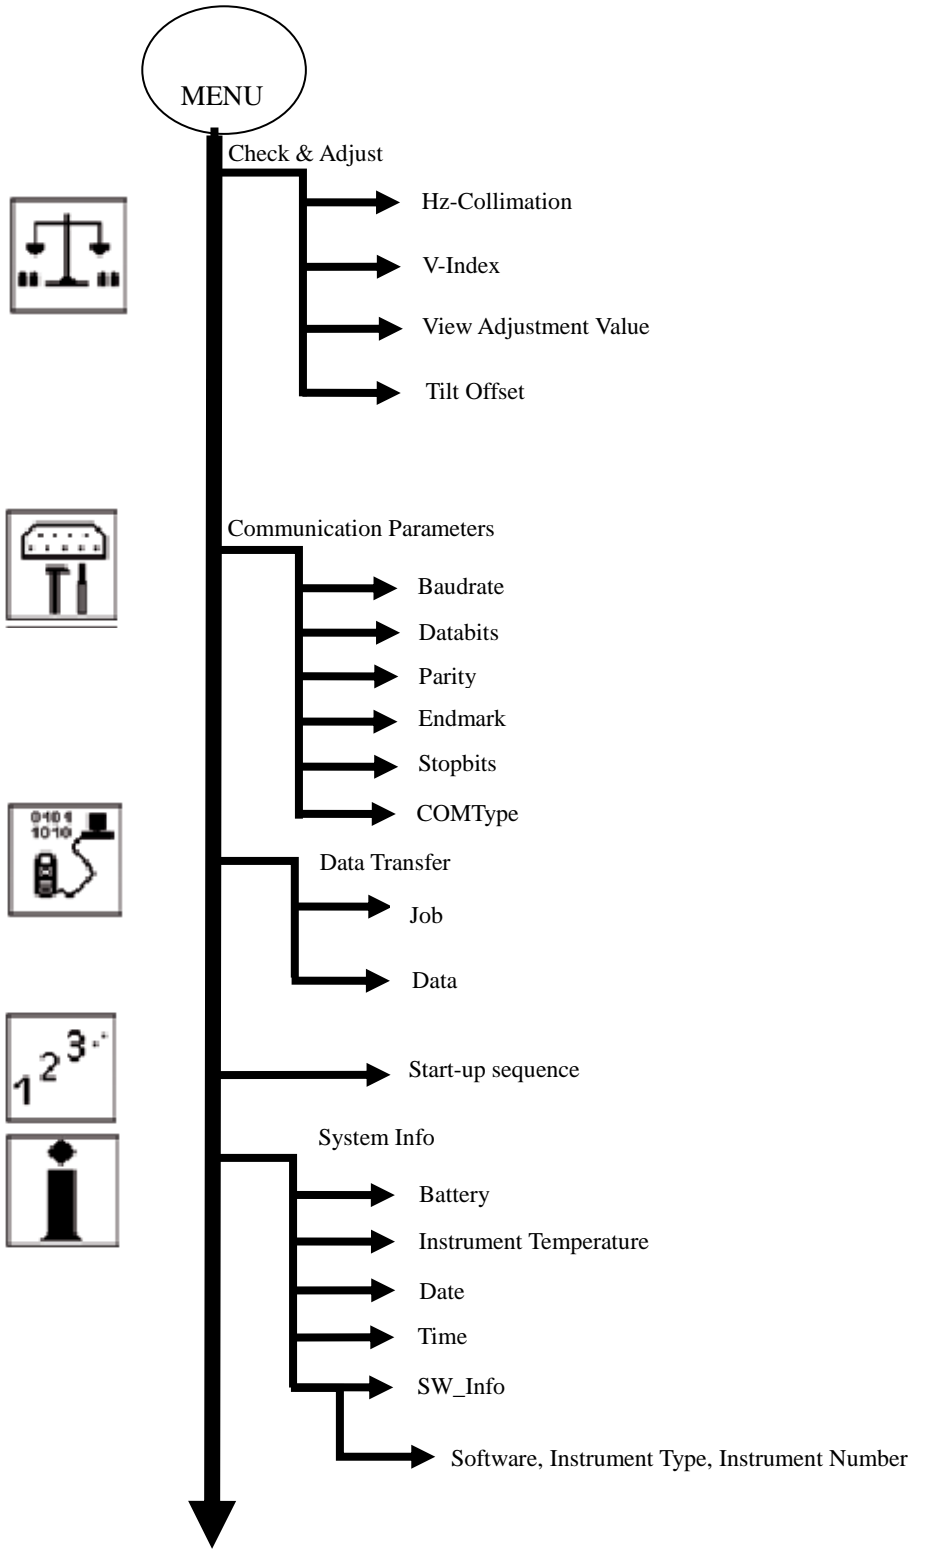 MENU
Check & Adjust
Hz-Collimation
V-Index
View Adjustment Value
Tilt Offset
Communication Parameters
Baudrate
Databits
Parity
Endmark
Stopbits
COMType
0101
1010
Data Transfer
Job
Data
1 2 3
Start-up sequence
System Info
i
Battery
Instrument Temperature
Date
Time
SW_Info
Software, Instrument Type, Instrument Number